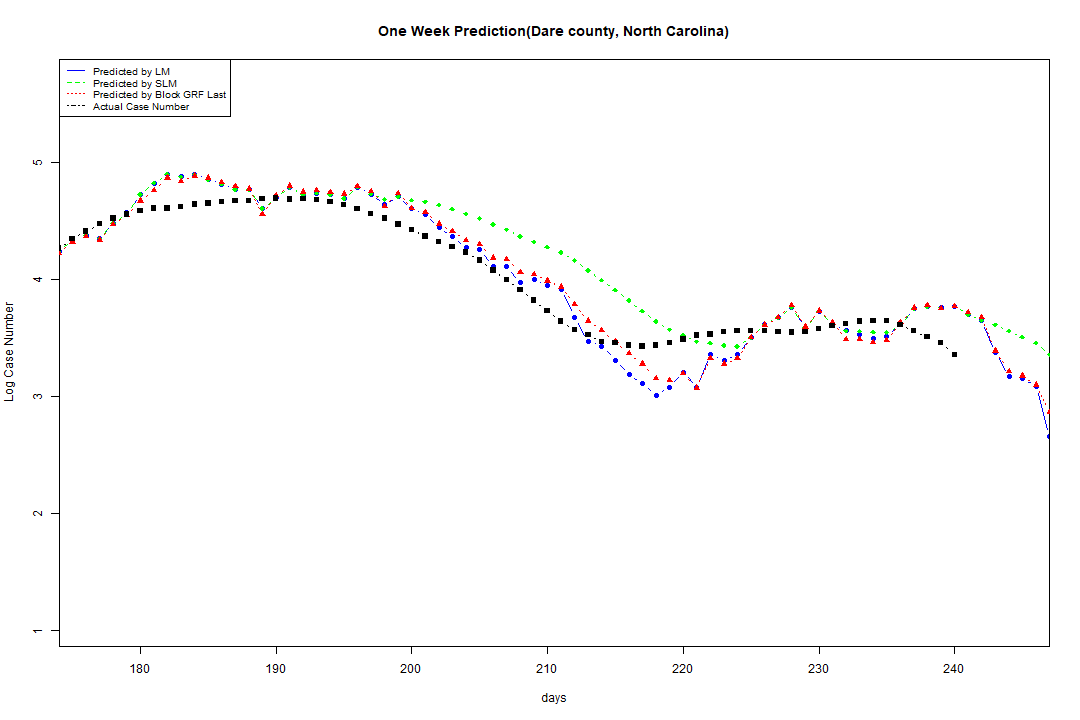 One Week Prediction(Dare county, North Carolina)
Predicted by LM
Predicted by SLM
Predicted by Block GRF Last
Actual Case Number
5
4
3
2
1
Log Case Number
180 190 200 210 220 230 240
days